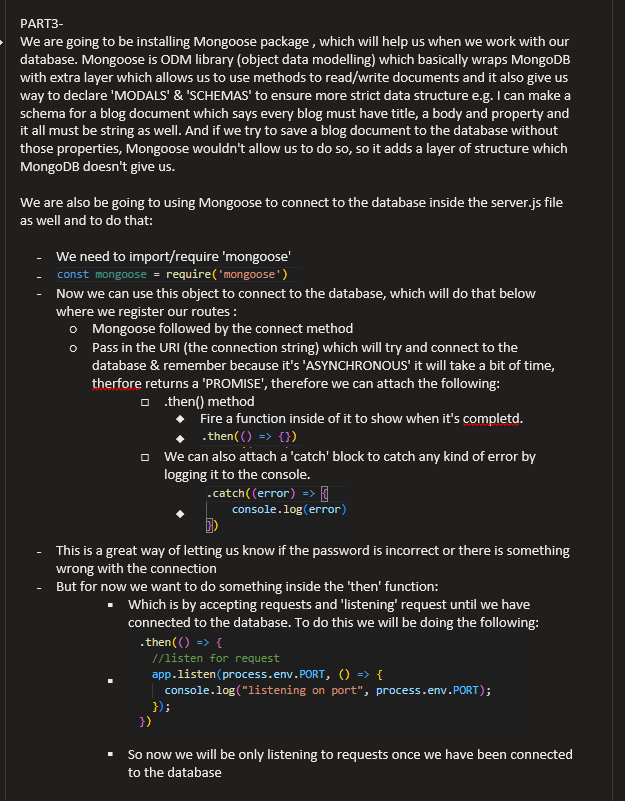 PART3-
We are going to be installing Mongoose package , which will help us when we work with our
database. Mongoose is ODM library (object data modelling) which basically wraps MongoDB
with extra layer which allows us to use methods to read/write documents and it also give us
way to declare 'MODALS' & 'SCHEMAS' to ensure more strict data structure e.g. I can make a
schema for a blog document which says every blog must have title, a body and property and
it all must be string as well. And if we try to save a blog document to the database without
those properties, Mongoose wouldn't allow us to do so, so it adds a layer of structure which
MongoDB doesn't give us.
We are also be going to using Mongoose to connect to the database inside the server.js file
as well and to do that:
- We need to import/require 'mongoose'
- const mongoose = require('mongoose')
- Now we can use this object to connect to the database, which will do that below
where we register our routes :
o Mongoose followed by the connect method
o Pass in the URI (the connection string) which will try and connect to the
database & remember because it's 'ASYNCHRONOUS' it will take a bit of time,
therfore returns a 'PROMISE', therefore we can attach the following:
□ .then() method
◆ Fire a function inside of it to show when it's completd.
◆ .then(() => {})
□ We can also attach a 'catch' block to catch any kind of error by
logging it to the console.
.catch((error) => {
◆ console.log(error)
})
- This is a great way of letting us know if the password is incorrect or there is something
wrong with the connection
- But for now we want to do something inside the 'then' function:
▪ Which is by accepting requests and 'listening' request until we have
connected to the database. To do this we will be doing the following:
.then(() => {
//listen for request
app.listen(process.env.PORT, () => {
▪ console.log("listening on port", process.env.PORT);
});
})
▪ So now we will be only listening to requests once we have been connected
to the database